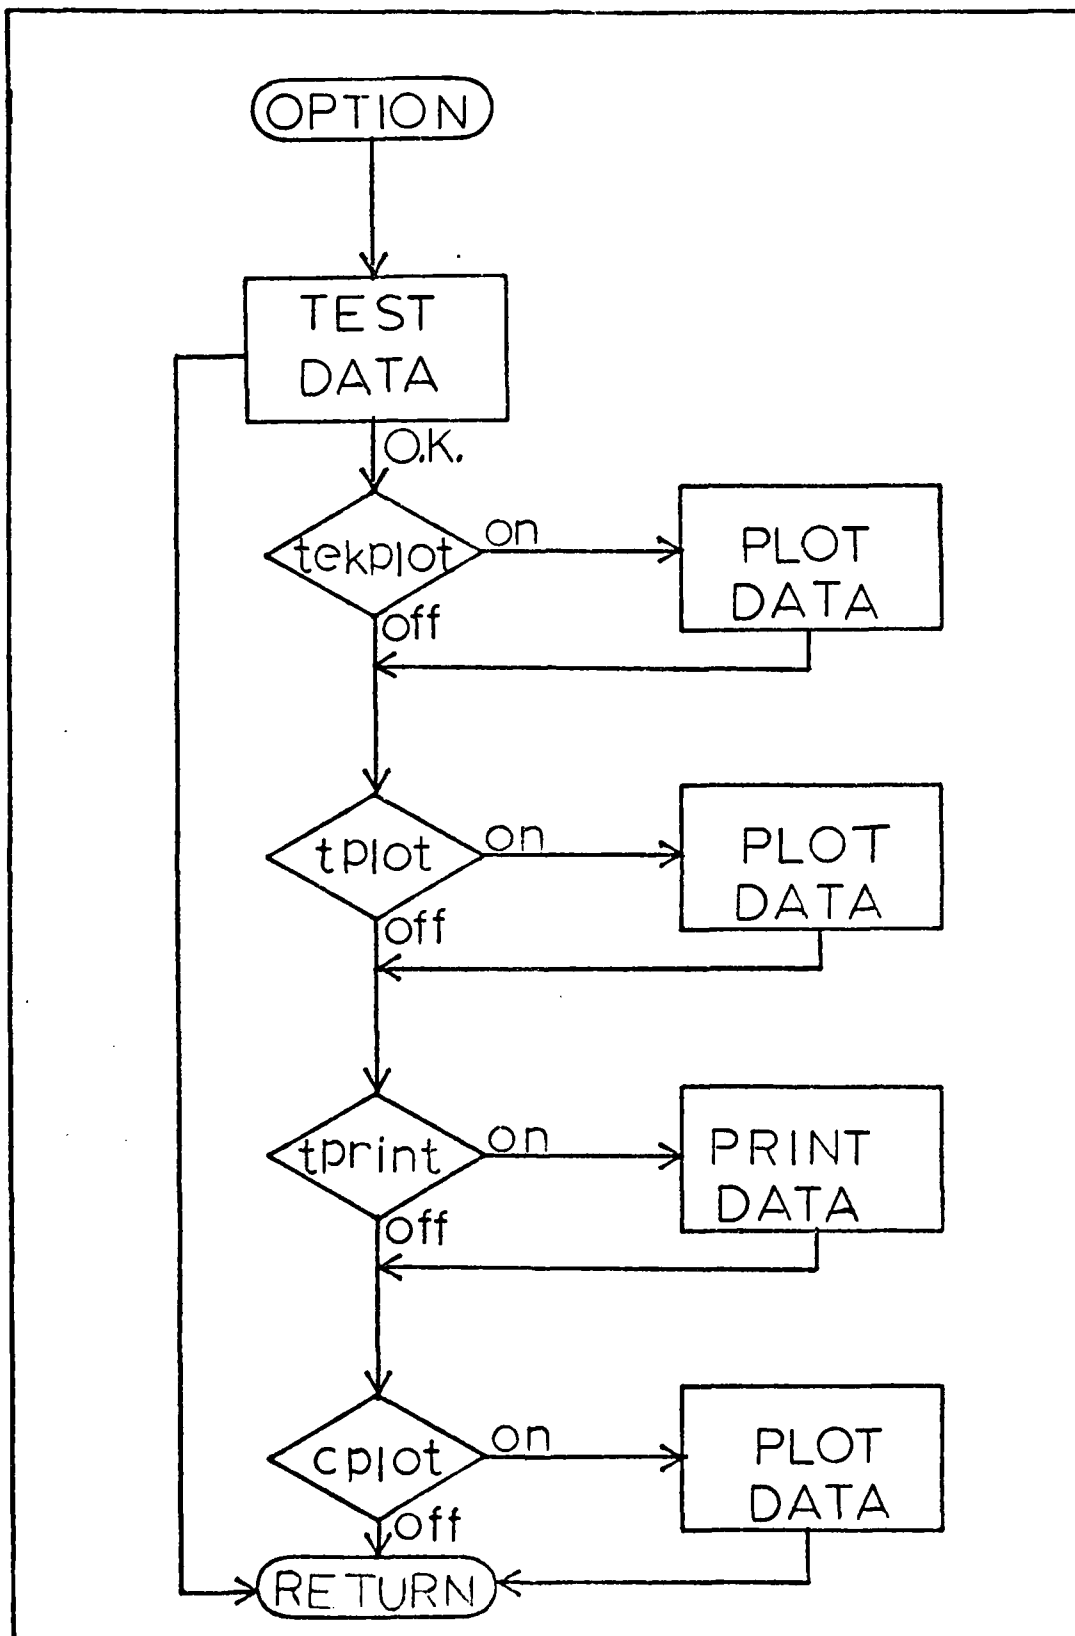 OPTION
TEST
DATA
O.K.
tekplot
on
PLOT
DATA
off
tplot
on
PLOT
DATA
off
tprint
on
PRINT
DATA
off
cplot
on
PLOT
DATA
off
RETURN